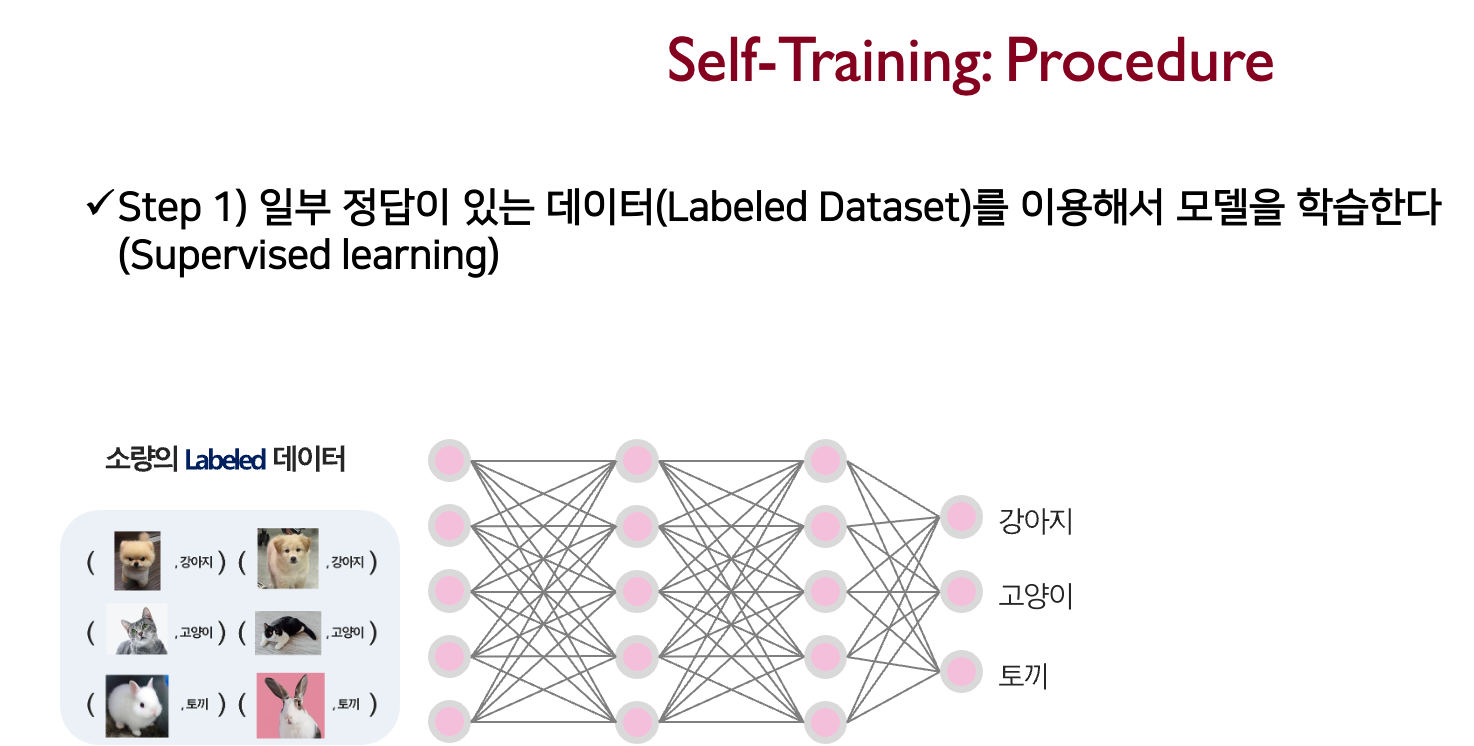 Self-Training: Procedure
✓Step 1) 일부 정답이 있는 데이터(Labeled Dataset)를 이용해서 모델을 학습한다
(Supervised learning)
소량의 Labeled 데이터
( , 강아지 ) ( , 강아지 )
( , 고양이 ) ( , 고양이 )
( , 토끼 ) ( , 토끼 )
강아지
고양이
토끼